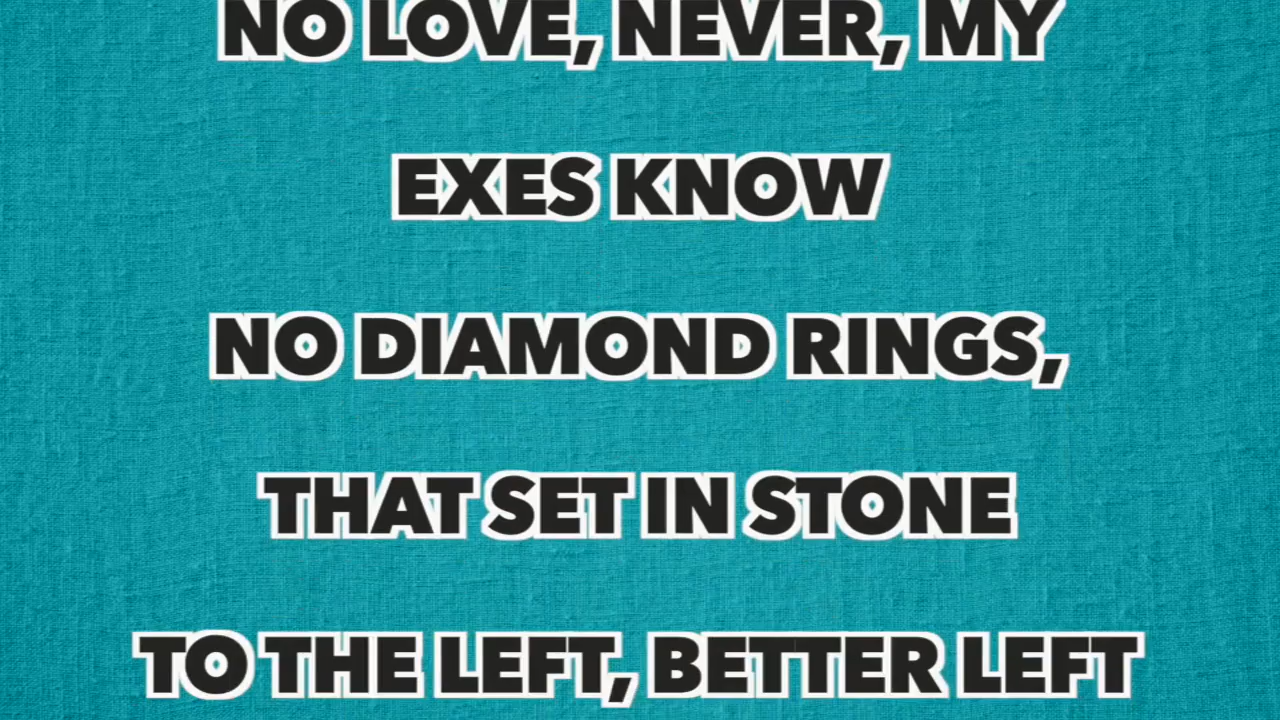 NO LOVE, NEVER, MY
EXES KNOW
NO DIAMOND RINGS,
THAT SET IN STONE
TO THE LEFT, BETTER LEFT